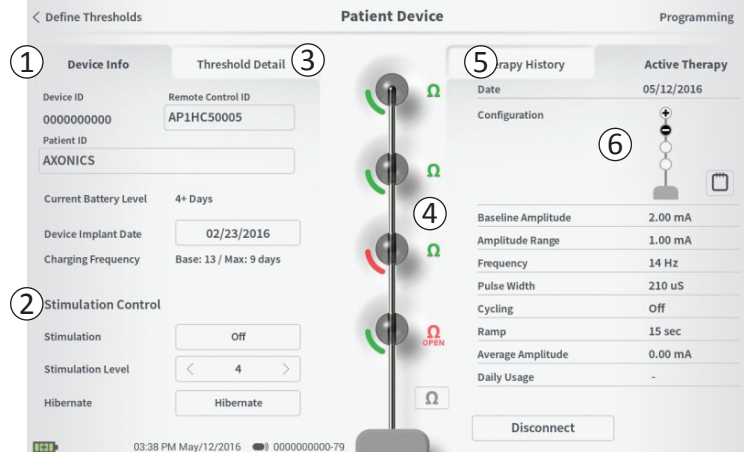 < Define Thresholds
Patient Device
Programming
1
Device Info
Threshold Detail
3
5
rapy History
Active Therapy
Device ID
Remote Control ID
0000000000
AP1HC50005
Patient ID
AXONICS
Current Battery Level
4+ Days
Device Implant Date
02/23/2016
Charging Frequency
Base: 13 / Max: 9 days
2
Stimulation Control
Stimulation
Off
Stimulation Level
< 4 >
Hibernate
Hibernate
03:38 PM May/12/2016
0000000000-79
Ω
Ω
4
Ω
Ω
OPEN
Ω
Date
05/12/2016
Configuration
6
+
-
Baseline Amplitude
2.00 mA
Amplitude Range
1.00 mA
Frequency
14 Hz
Pulse Width
210 uS
Cycling
Off
Ramp
15 sec
Average Amplitude
0.00 mA
Daily Usage
-
Disconnect